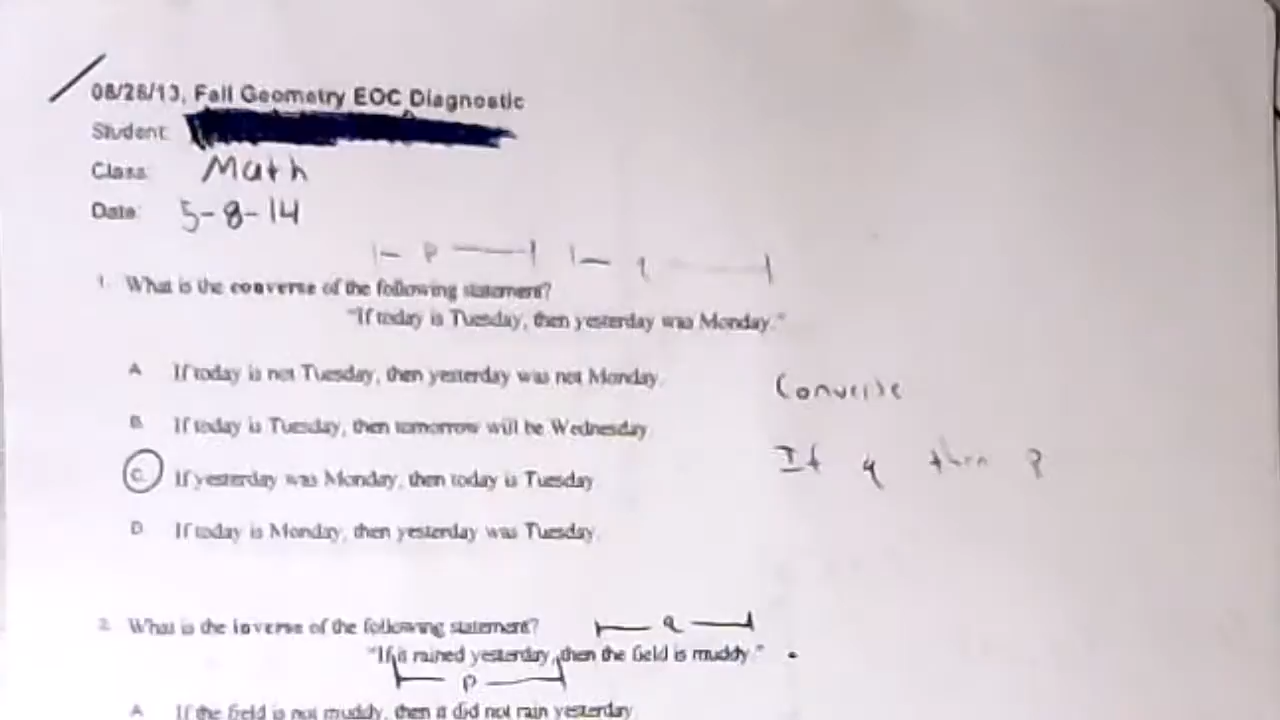 08/28/13, Fall Geometry EOC Diagnostic
Student:
Class: Math
Date: 5-8-14
p q
1. What is the converse of the following statement?
"If today is Tuesday, then yesterday was Monday."
A. If today is not Tuesday, then yesterday was not Monday.
Converse
B. If today is Tuesday, then tomorrow will be Wednesday.
If q then p
C. If yesterday was Monday, then today is Tuesday.
D. If today is Monday, then yesterday was Tuesday.
2. What is the inverse of the following statement?
q
"If it rained yesterday, then the field is muddy."
p
A. If the field is not muddy, then it did not rain yesterday.